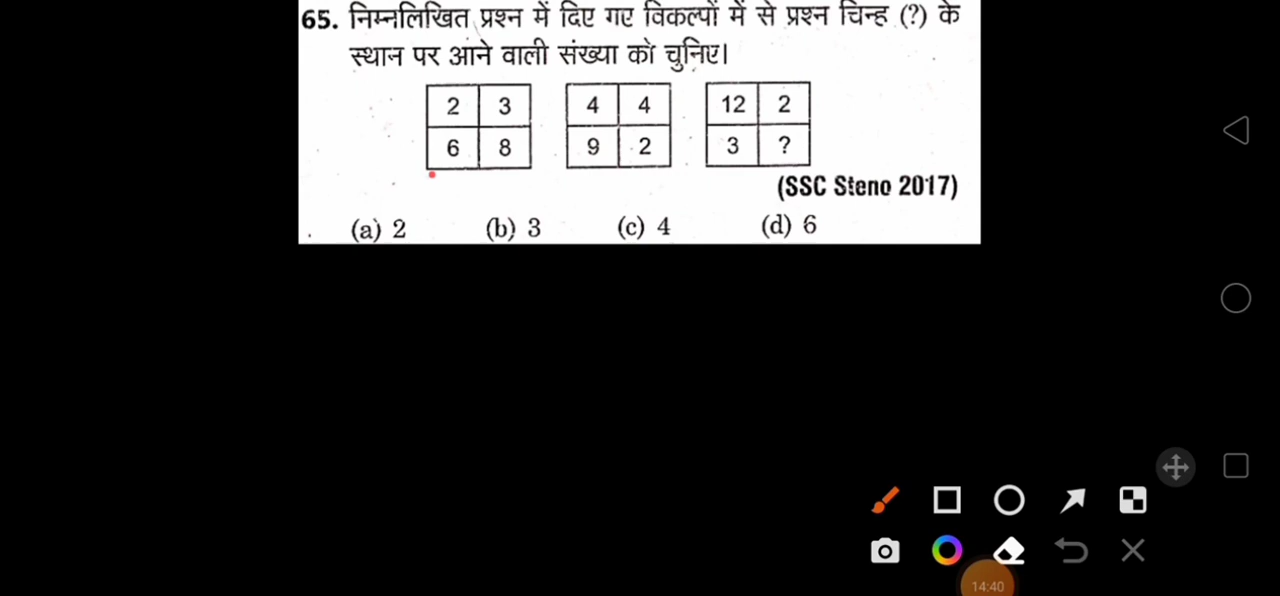 65. निम्नलिखित प्रश्न में दिए गए विकल्पों में से प्रश्न चिन्ह (?) के
स्थान पर आने वाली संख्या को चुनिए।
2 3 4 4 12 2
6 8 9 2 3 ?
(SSC Steno 2017)
(a) 2 (b) 3 (c) 4 (d) 6
14:40